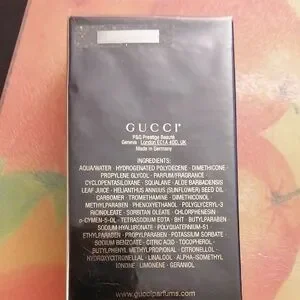 GUCCI
P&G Prestige Beauté
Geneva - London EC1A 4DD, UK
Made in Germany
INGREDIENTS:
AQUA/WATER · HYDROGENATED POLYDECENE · DIMETHICONE ·
PROPYLENE GLYCOL · PARFUM/FRAGRANCE
CYCLOPENTASILOXANE · SQUALANE · ALOE BARBADENSIS
LEAF JUICE · HELIANTHUS ANNUUS (SUNFLOWER) SEED OIL
CARBOMER · TROMETHAMINE · DIMETHICONOL
METHYLPARABEN · PHENOXYETHANOL · POLYGLYCERYL-3
RICINOLEATE · SORBITAN OLEATE · CHLORPHENESIN
p-CYMEN-5-OL · TETRASODIUM EDTA · BHT · BUTYLPARABEN
SODIUM HYALURONATE · POLYQUATERNIUM-51
ETHYLPARABEN · PROPYLPARABEN · POTASSIUM SORBATE
SODIUM BENZOATE · CITRIC ACID · TOCOPHEROL ·
BUTYLPHENYL METHYLPROPIONAL · CITRONELLOL
HYDROXYCITRONELLAL · LINALOOL · ALPHA-ISOMETHYL
IONONE · LIMONENE · GERANIOL
www.gucciparfums.com